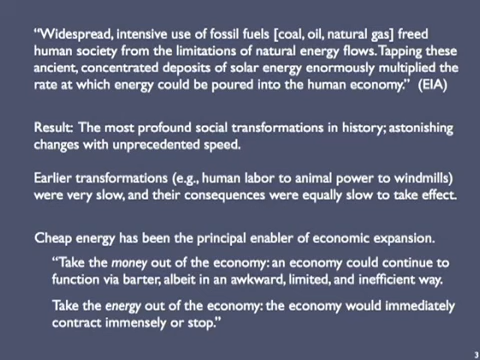 “Widespread, intensive use of fossil fuels [coal, oil, natural gas] freed
human society from the limitations of natural energy flows. Tapping these
ancient, concentrated deposits of solar energy enormously multiplied the
rate at which energy could be poured into the human economy.” (EIA)
Result: The most profound social transformations in history; astonishing
changes with unprecedented speed.
Earlier transformations (e.g., human labor to animal power to windmills)
were very slow, and their consequences were equally slow to take effect.
Cheap energy has been the principal enabler of economic expansion.
“Take the money out of the economy: an economy could continue to
function via barter, albeit in an awkward, limited, and inefficient way.
Take the energy out of the economy: the economy would immediately
contract immensely or stop.”
3